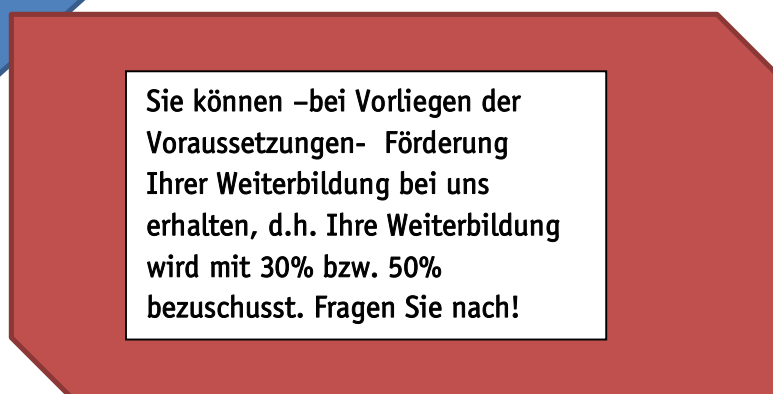 Sie können –bei Vorliegen der
Voraussetzungen-  Förderung
Ihrer Weiterbildung bei uns
erhalten, d.h. Ihre Weiterbildung
wird mit 30% bzw. 50%
bezuschusst. Fragen Sie nach!